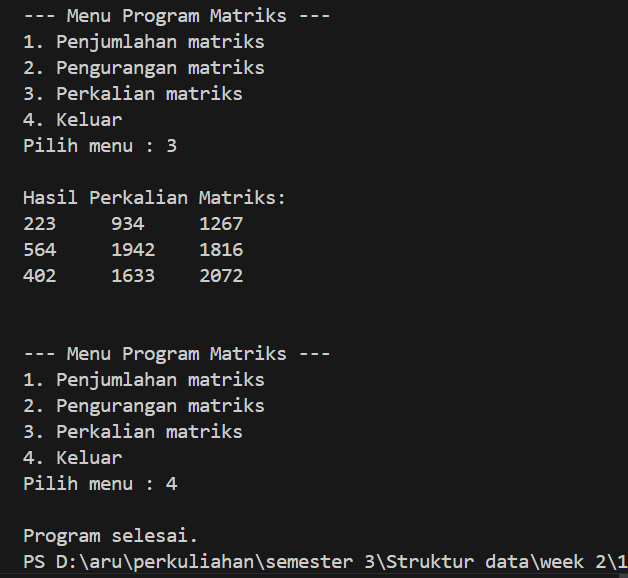 --- Menu Program Matriks ---
1. Penjumlahan matriks
2. Pengurangan matriks
3. Perkalian matriks
4. Keluar
Pilih menu : 3
Hasil Perkalian Matriks:
223     934     1267
564     1942    1816
402     1633    2072
--- Menu Program Matriks ---
1. Penjumlahan matriks
2. Pengurangan matriks
3. Perkalian matriks
4. Keluar
Pilih menu : 4
Program selesai.
PS D:\aru\perkuliahan\semester 3\Struktur data\week 2\1